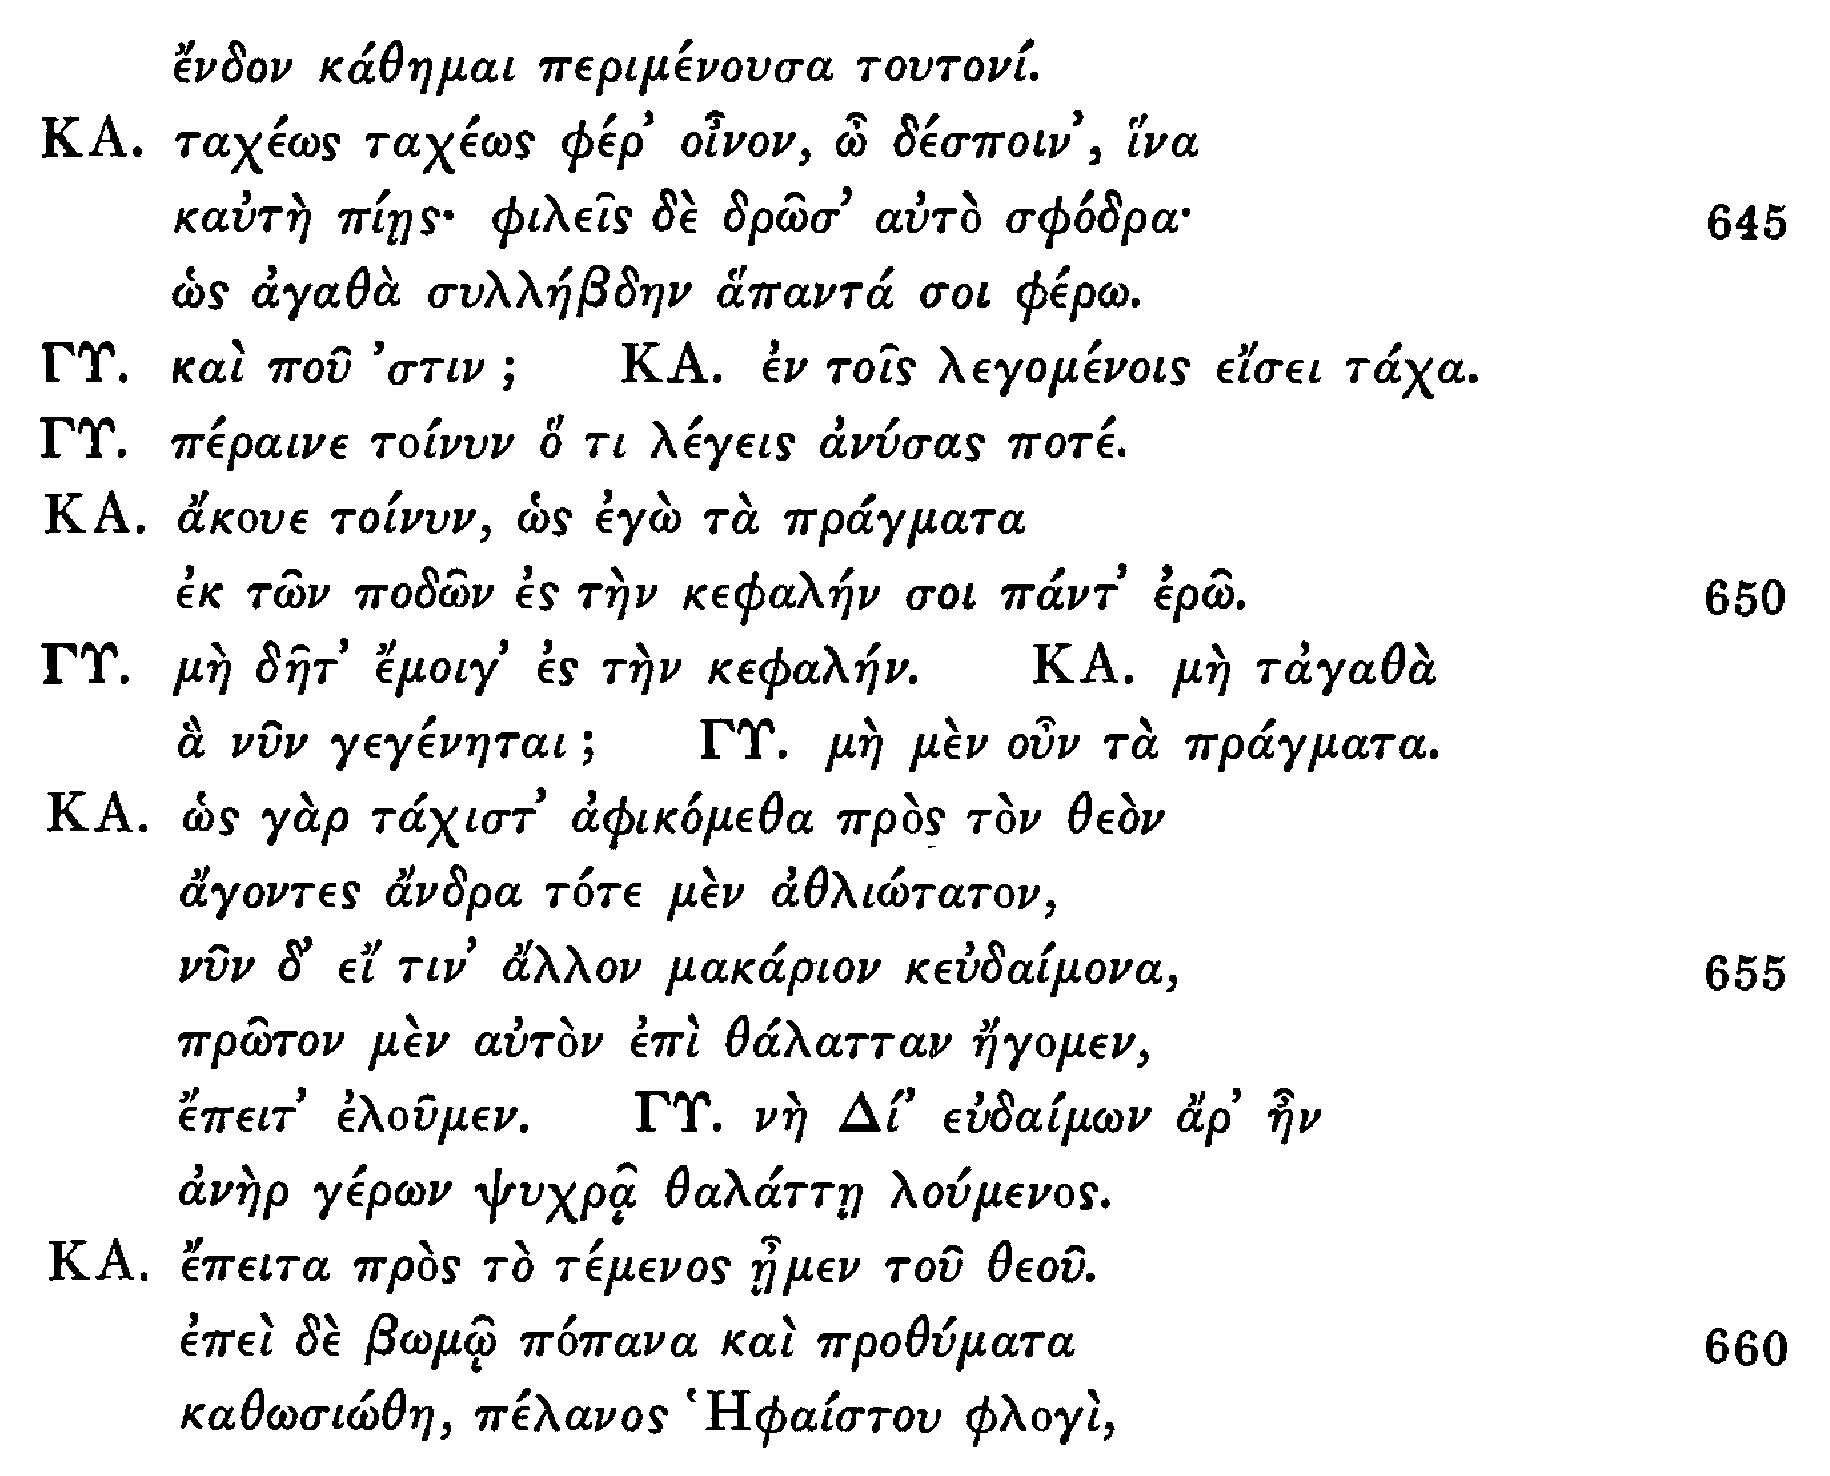 ἔνδον κάθημαι περιμένουσα τουτονί.
ΚΑ. ταχέως ταχέως φέρ’ οἶνον, ὦ δέσποιν’, ἵνα
καὐτὴ πίῃς· φιλεῖς δὲ δρῶσ’ αὐτὸ σφόδρα· 645
ὡς ἀγαθὰ συλλήβδην ἅπαντά σοι φέρω.
ΓΥ. καὶ ποῦ ’στιν; ΚΑ. ἐν τοῖς λεγομένοις εἴσει τάχα.
ΓΥ. πέραινε τοίνυν ὅ τι λέγεις ἀνύσας ποτέ.
ΚΑ. ἄκουε τοίνυν, ὡς ἐγὼ τὰ πράγματα
ἐκ τῶν ποδῶν ἐς τὴν κεφαλήν σοι πάντ’ ἐρῶ. 650
ΓΥ. μὴ δῆτ’ ἔμοιγ’ ἐς τὴν κεφαλήν. ΚΑ. μὴ τἀγαθὰ
ἃ νῦν γεγένηται; ΓΥ. μὴ μὲν οὖν τὰ πράγματα.
ΚΑ. ὡς γὰρ τάχιστ’ ἀφικόμεθα πρὸς τὸν θεὸν
ἄγοντες ἄνδρα τότε μὲν ἀθλιώτατον,
νῦν δ’ εἴ τιν’ ἄλλον μακάριον κεὐδαίμονα, 655
πρῶτον μὲν αὐτὸν ἐπὶ θάλατταν ἤγομεν,
ἔπειτ’ ἐλοῦμεν. ΓΥ. νὴ Δί’ εὐδαίμων ἄρ’ ἦν
ἀνὴρ γέρων ψυχρᾷ θαλάττῃ λούμενος.
ΚΑ. ἔπειτα πρὸς τὸ τέμενος ᾖμεν τοῦ θεοῦ.
ἐπεὶ δὲ βωμῷ πόπανα καὶ προθύματα 660
καθωσιώθη, πέλανος Ἡφαίστου φλογὶ,